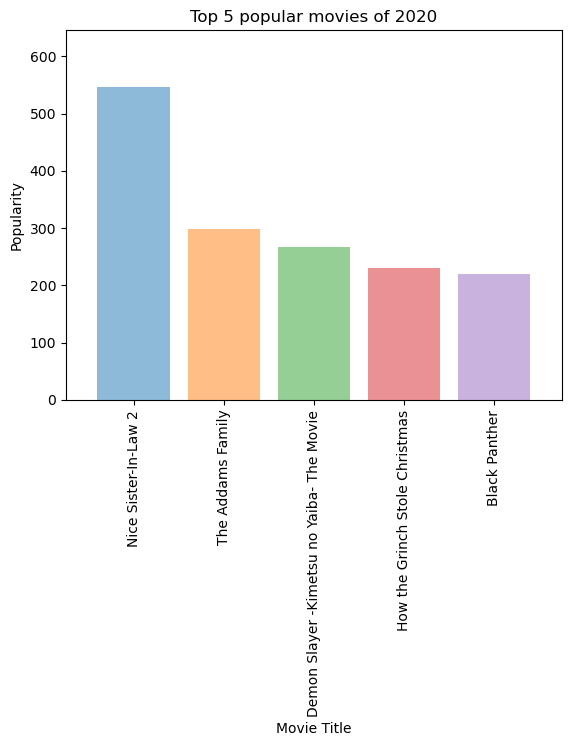 Top 5 popular movies of 2020
Popularity
600
500
400
300
200
100
0
Nice Sister-In-Law 2
The Addams Family
Demon Slayer -Kimetsu no Yaiba- The Movie
How the Grinch Stole Christmas
Black Panther
Movie Title